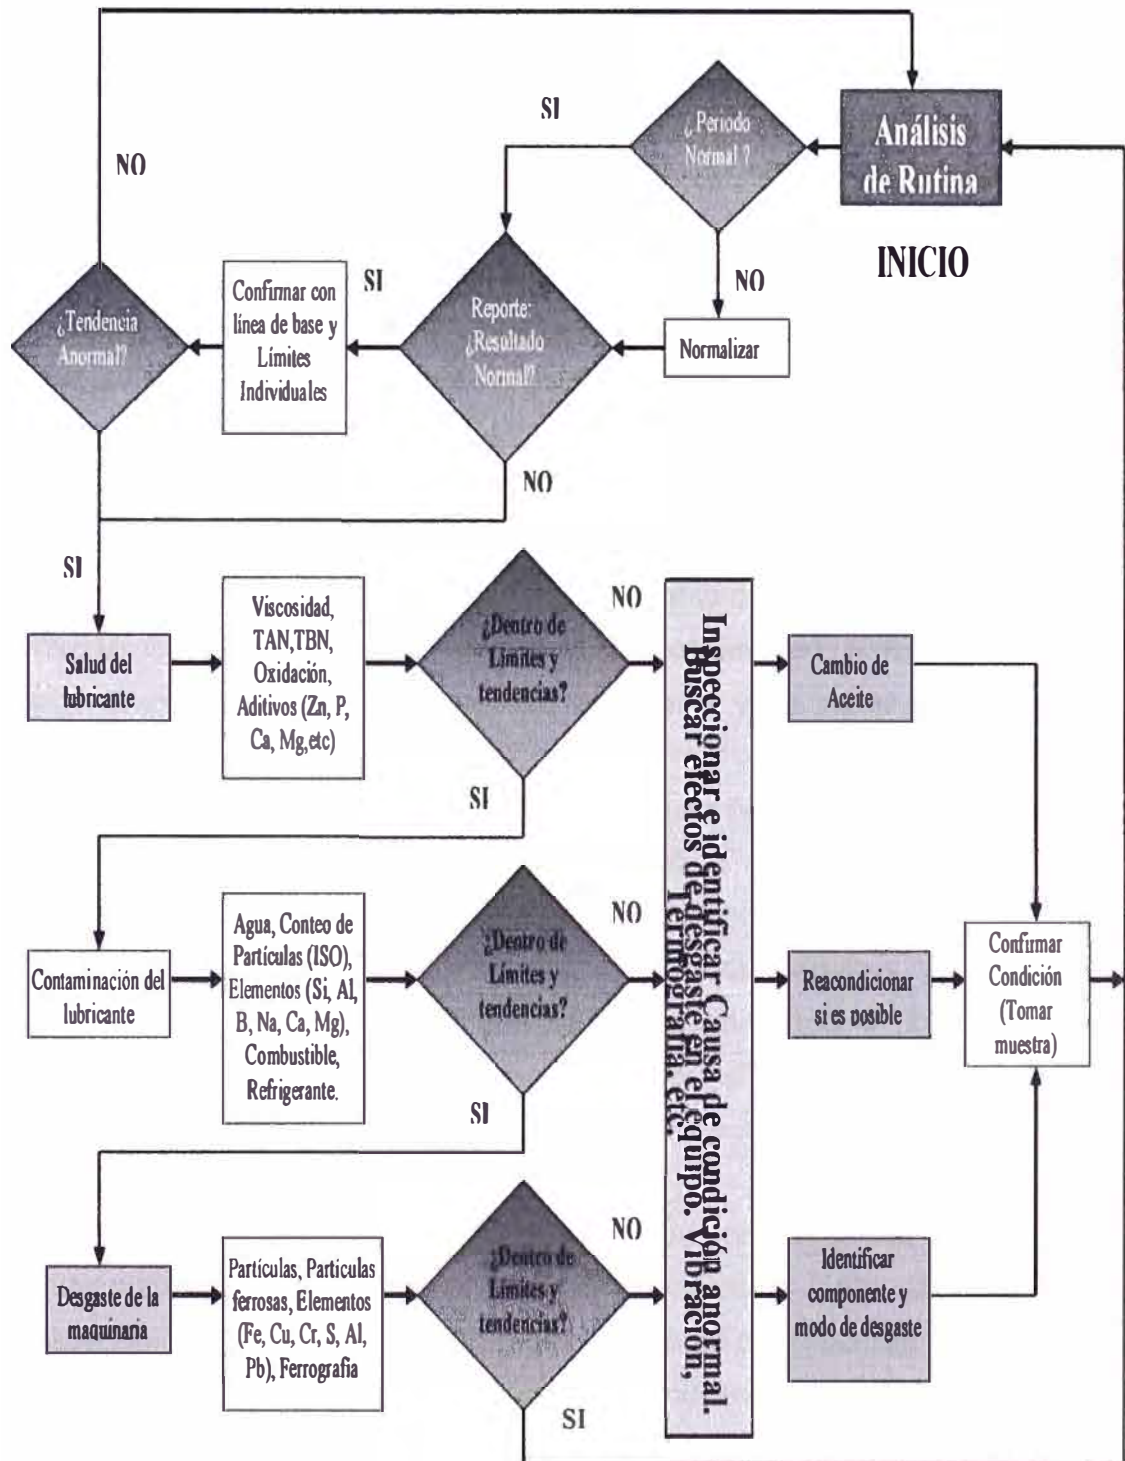 SI
¿Periodo
Normal ?
Análisis
de Rutina
INICIO
NO
NO
Normalizar
Reporte:
¿Resultado
Normal?
SI
Confirmar con
línea de base y
Límites
Individuales
¿Tendencia
Anormal?
NO
SI
Salud del
lubricante
Viscosidad,
TAN,TBN,
Oxidación,
Aditivos (Zn, P,
Ca, Mg,etc)
¿Dentro de
Límites y
tendencias?
NO
SI
Inspeccionar e identificar Causa de condición anormal.
Buscar efectos de desgaste en el equipo. Vibración,
Termografía, etc.
Cambio de
Aceite
Contaminación del
lubricante
Agua, Conteo de
Partículas (ISO),
Elementos (Si, Al,
B, Na, Ca, Mg),
Combustible,
Refrigerante.
¿Dentro de
Límites y
tendencias?
NO
SI
Reacondicionar
si es posible
Confirmar
Condición
(Tomar
muestra)
Desgaste de la
maquinaria
Partículas, Partículas
ferrosas, Elementos
(Fe, Cu, Cr, S, Al,
Pb), Ferrografia
¿Dentro de
Límites y
tendencias?
NO
SI
Identificar
componente y
modo de desgaste